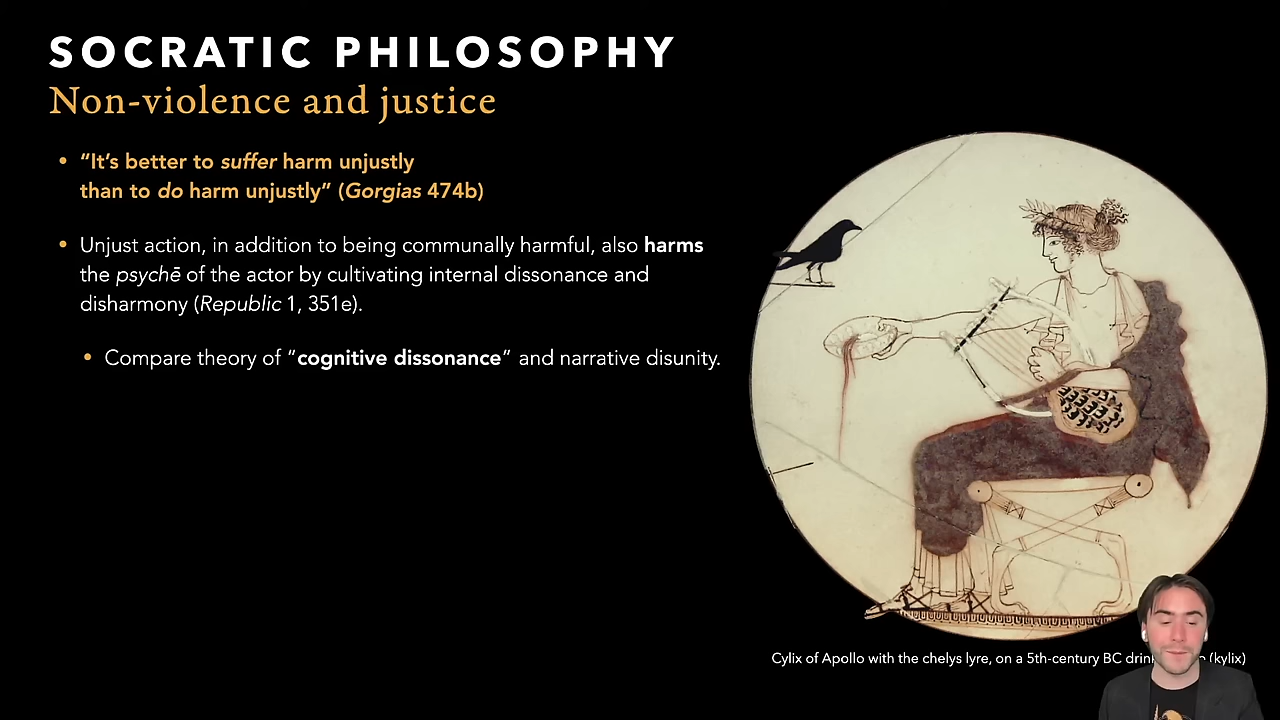 SOCRATIC PHILOSOPHY
Non-violence and justice
• “It’s better to suffer harm unjustly
than to do harm unjustly” (Gorgias 474b)
• Unjust action, in addition to being communally harmful, also harms
the psychē of the actor by cultivating internal dissonance and
disharmony (Republic 1, 351e).
• Compare theory of “cognitive dissonance” and narrative disunity.
Cylix of Apollo with the chelys lyre, on a 5th-century BC (kylix)